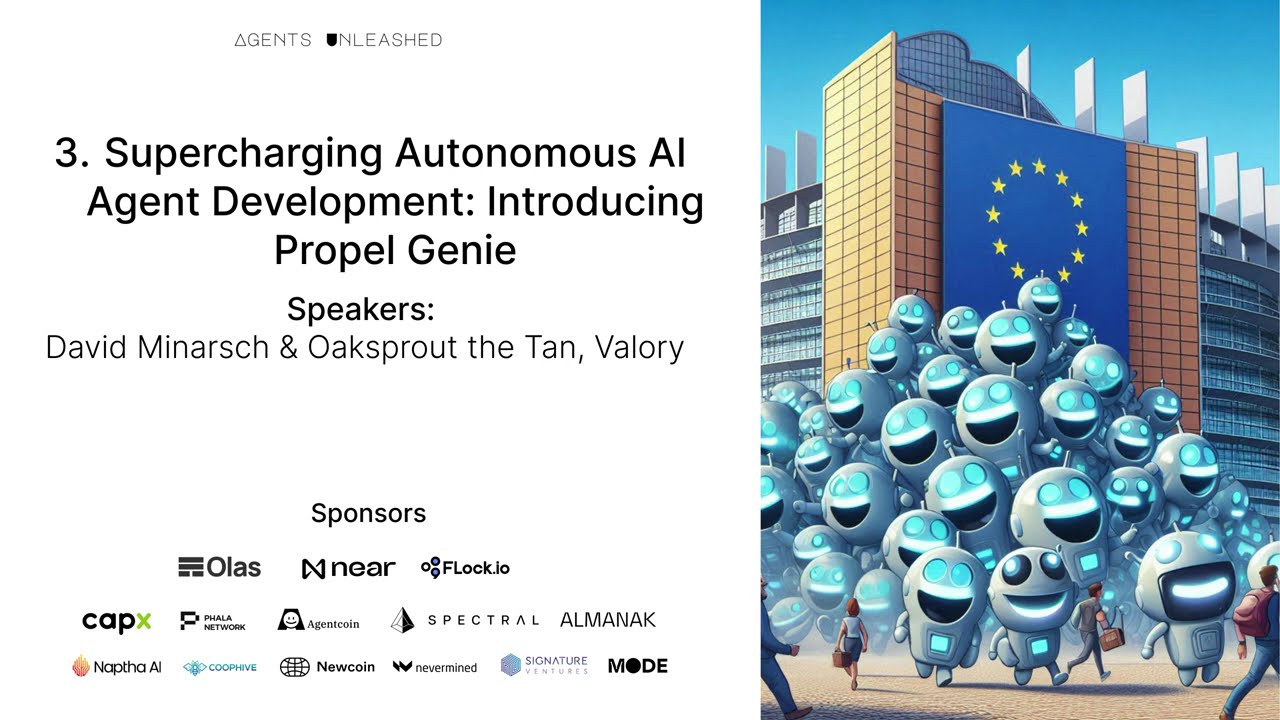 AGENTS UNLEASHED
3. Supercharging Autonomous AI
Agent Development: Introducing
Propel Genie
Speakers:
David Minarsch & Oaksprout the Tan, Valory
Sponsors
Olas near FLock.io
capx PHALA NETWORK Agentcoin SPECTRAL ALMANAK
Naptha AI COOPHIVE Newcoin nevermined SIGNATURE VENTURES MODE